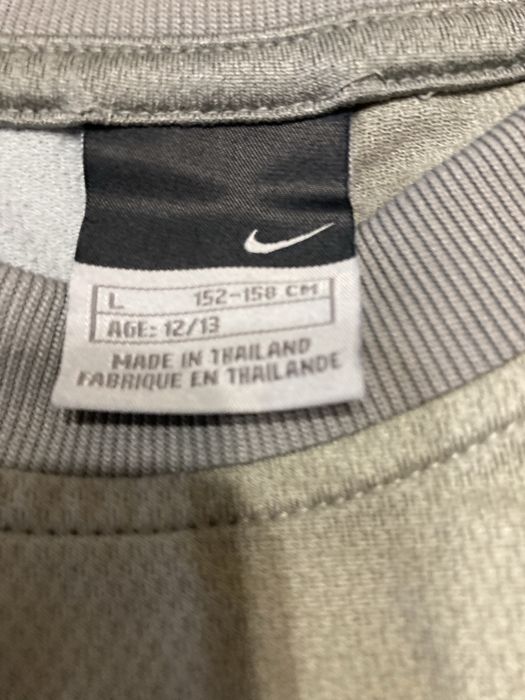 L 152-158 CM
AGE: 12/13
MADE IN THAILAND
FABRIQUE EN THAILANDE